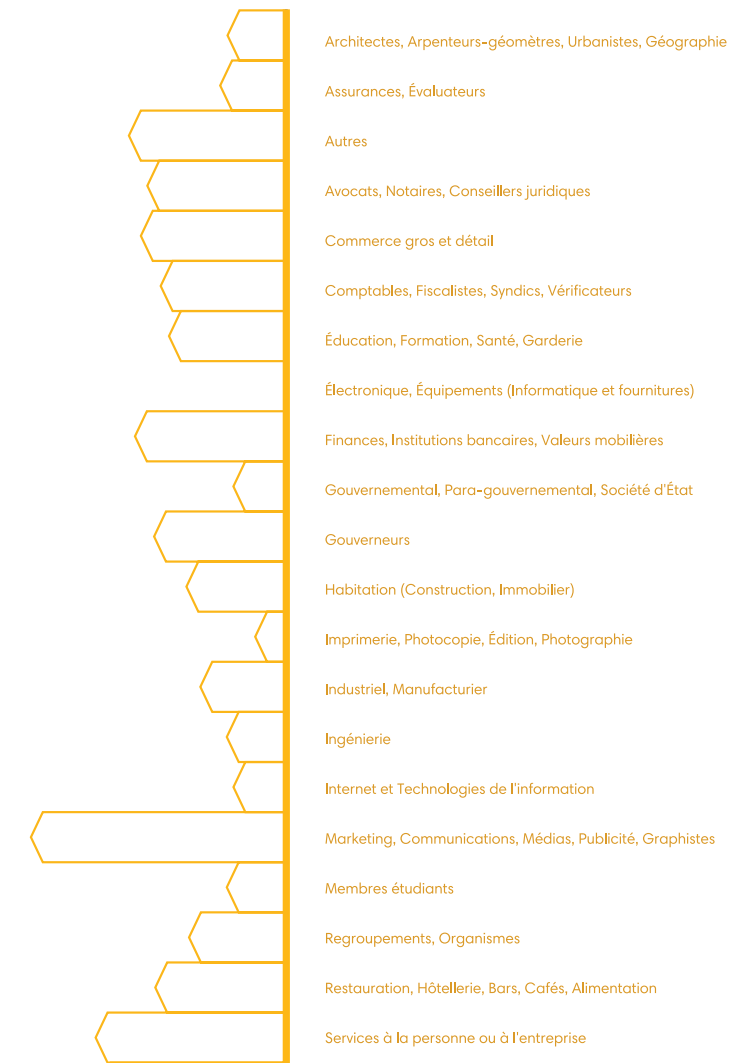 Architectes, Arpenteurs-géomètres, Urbanistes, Géographie
Assurances, Évaluateurs
Autres
Avocats, Notaires, Conseillers juridiques
Commerce gros et détail
Comptables, Fiscalistes, Syndics, Vérificateurs
Éducation, Formation, Santé, Garderie
Électronique, Équipements (Informatique et fournitures)
Finances, Institutions bancaires, Valeurs mobilières
Gouvernemental, Para-gouvernemental, Société d'État
Gouverneurs
Habitation (Construction, Immobilier)
Imprimerie, Photocopie, Édition, Photographie
Industriel, Manufacturier
Ingénierie
Internet et Technologies de l'information
Marketing, Communications, Médias, Publicité, Graphistes
Membres étudiants
Regroupements, Organismes
Restauration, Hôtellerie, Bars, Cafés, Alimentation
Services à la personne ou à l'entreprise